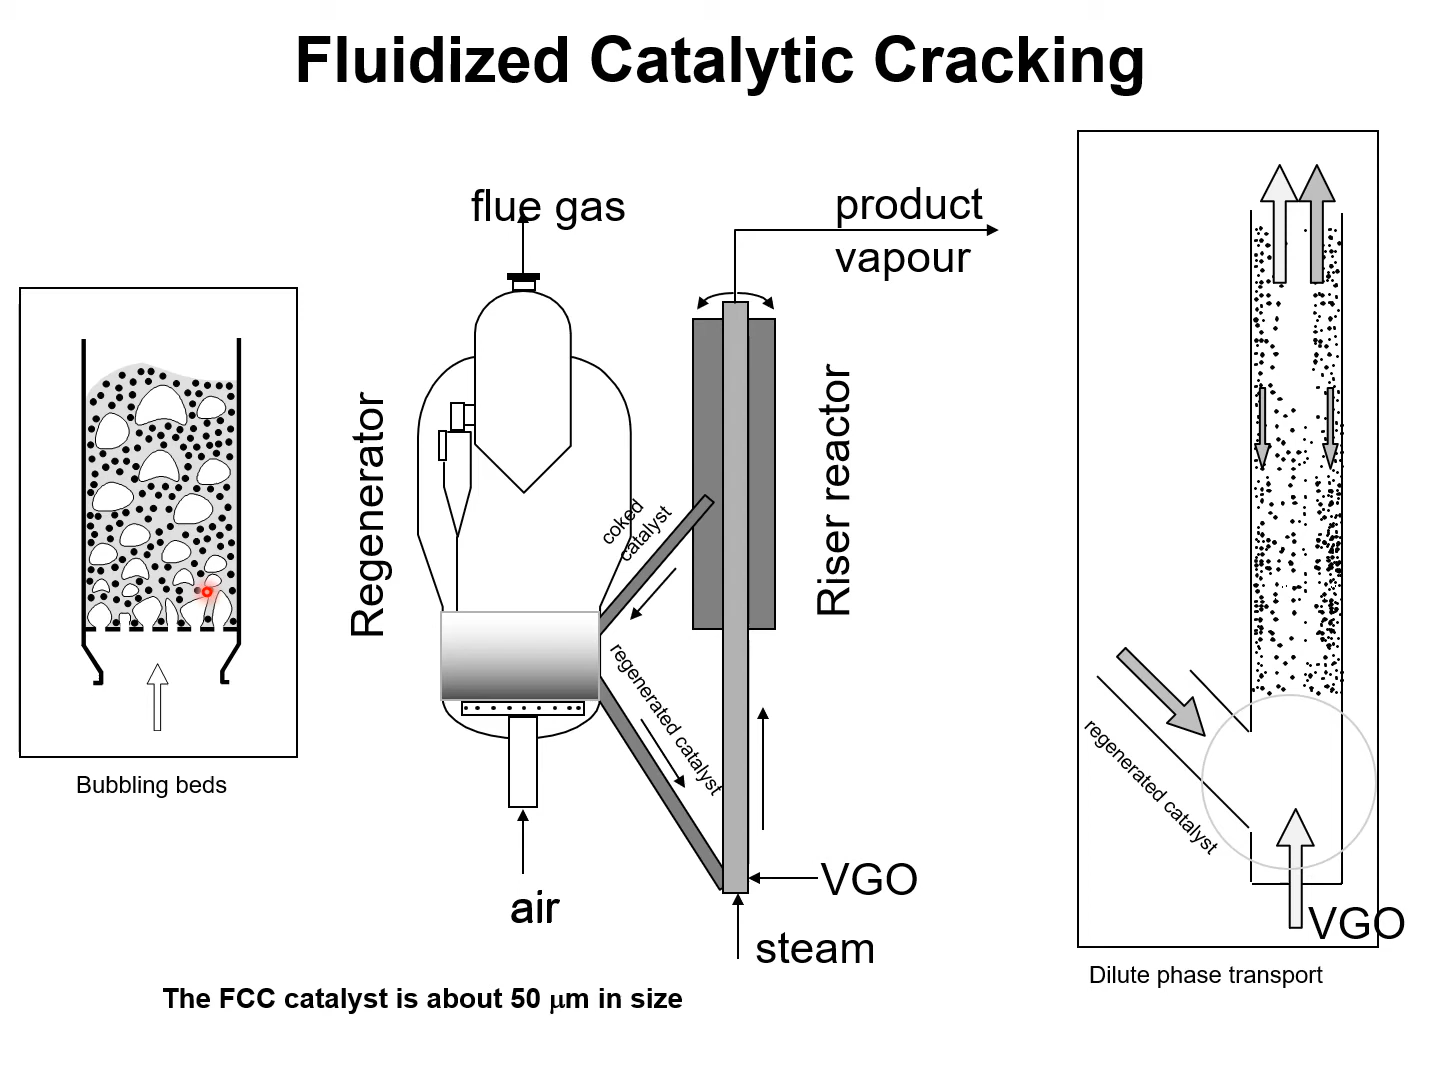 Fluidized Catalytic Cracking
flue gas
product
vapour
Regenerator
coked
catalyst
Riser reactor
regenerated catalyst
regenerated catalyst
Bubbling beds
air
VGO
steam
VGO
Dilute phase transport
The FCC catalyst is about 50 μm in size